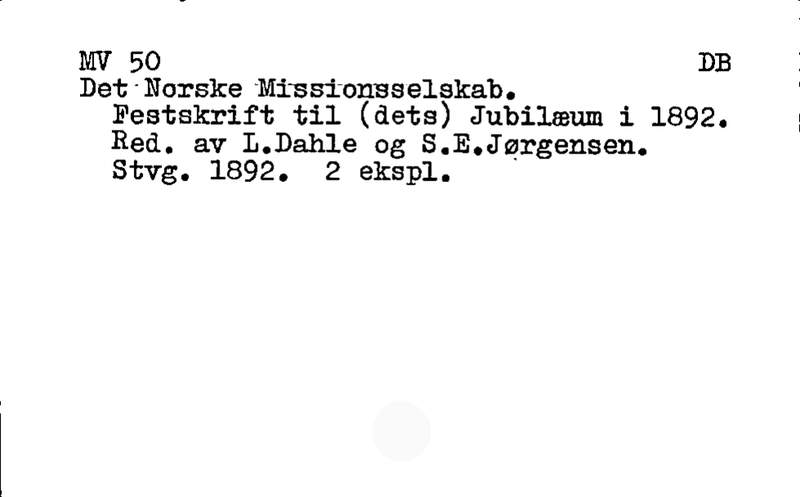 MV 50 DB
Det Norske Missionsselskab.
Festskrift til (dets) Jubilæum i 1892.
Red. av L.Dahle og S.E.Jørgensen.
Stvg. 1892. 2 ekspl.